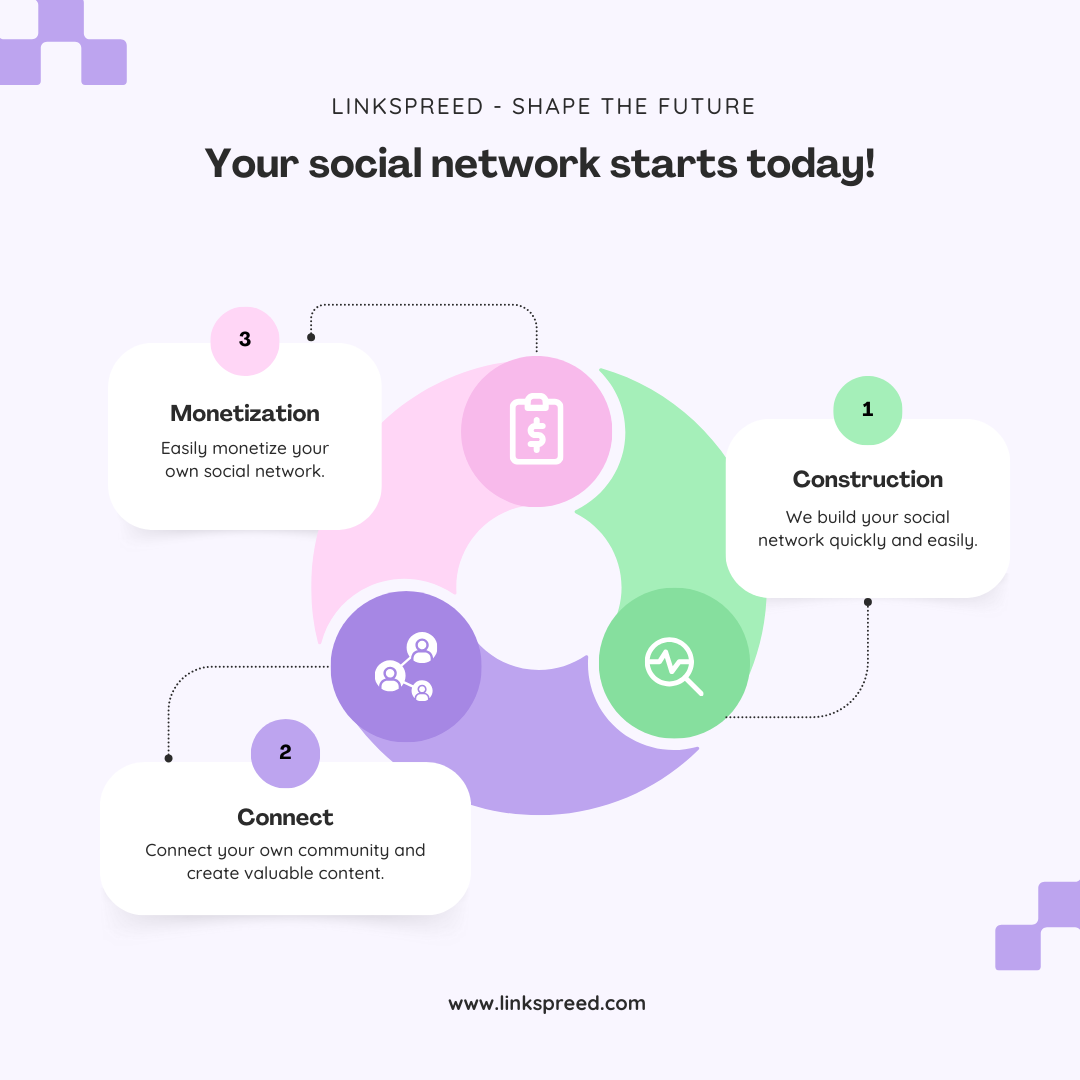 LINKSPREED - SHAPE THE FUTURE
Your social network starts today!
3
Monetization
Easily monetize your
own social network.
$
1
Construction
We build your social
network quickly and easily.
2
Connect
Connect your own community and
create valuable content.
www.linkspreed.com